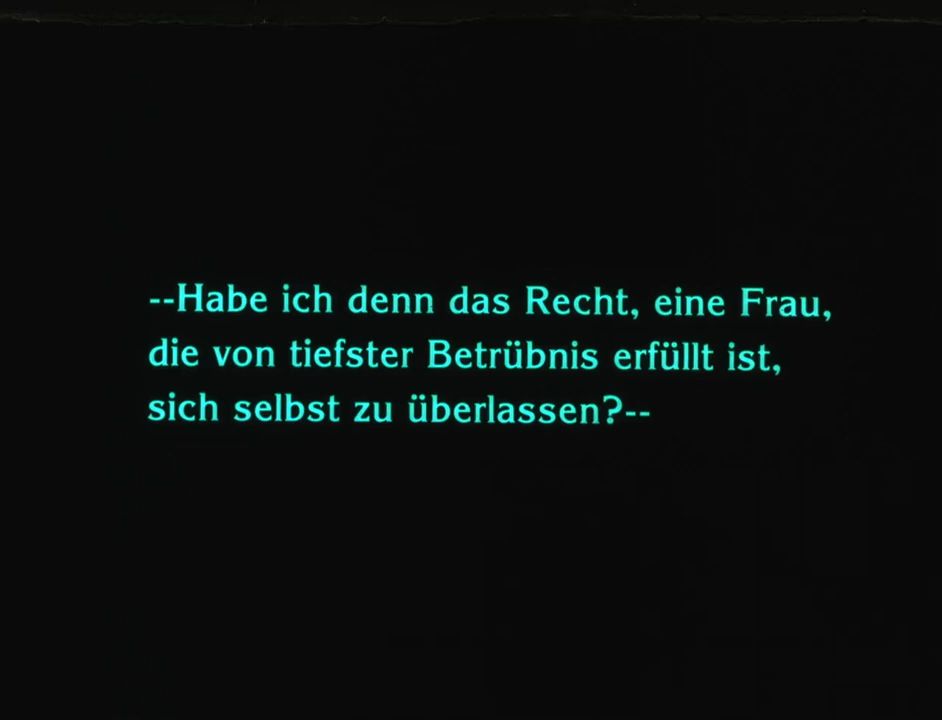 --Habe ich denn das Recht, eine Frau,
die von tiefster Betrübnis erfüllt ist,
sich selbst zu überlassen?--